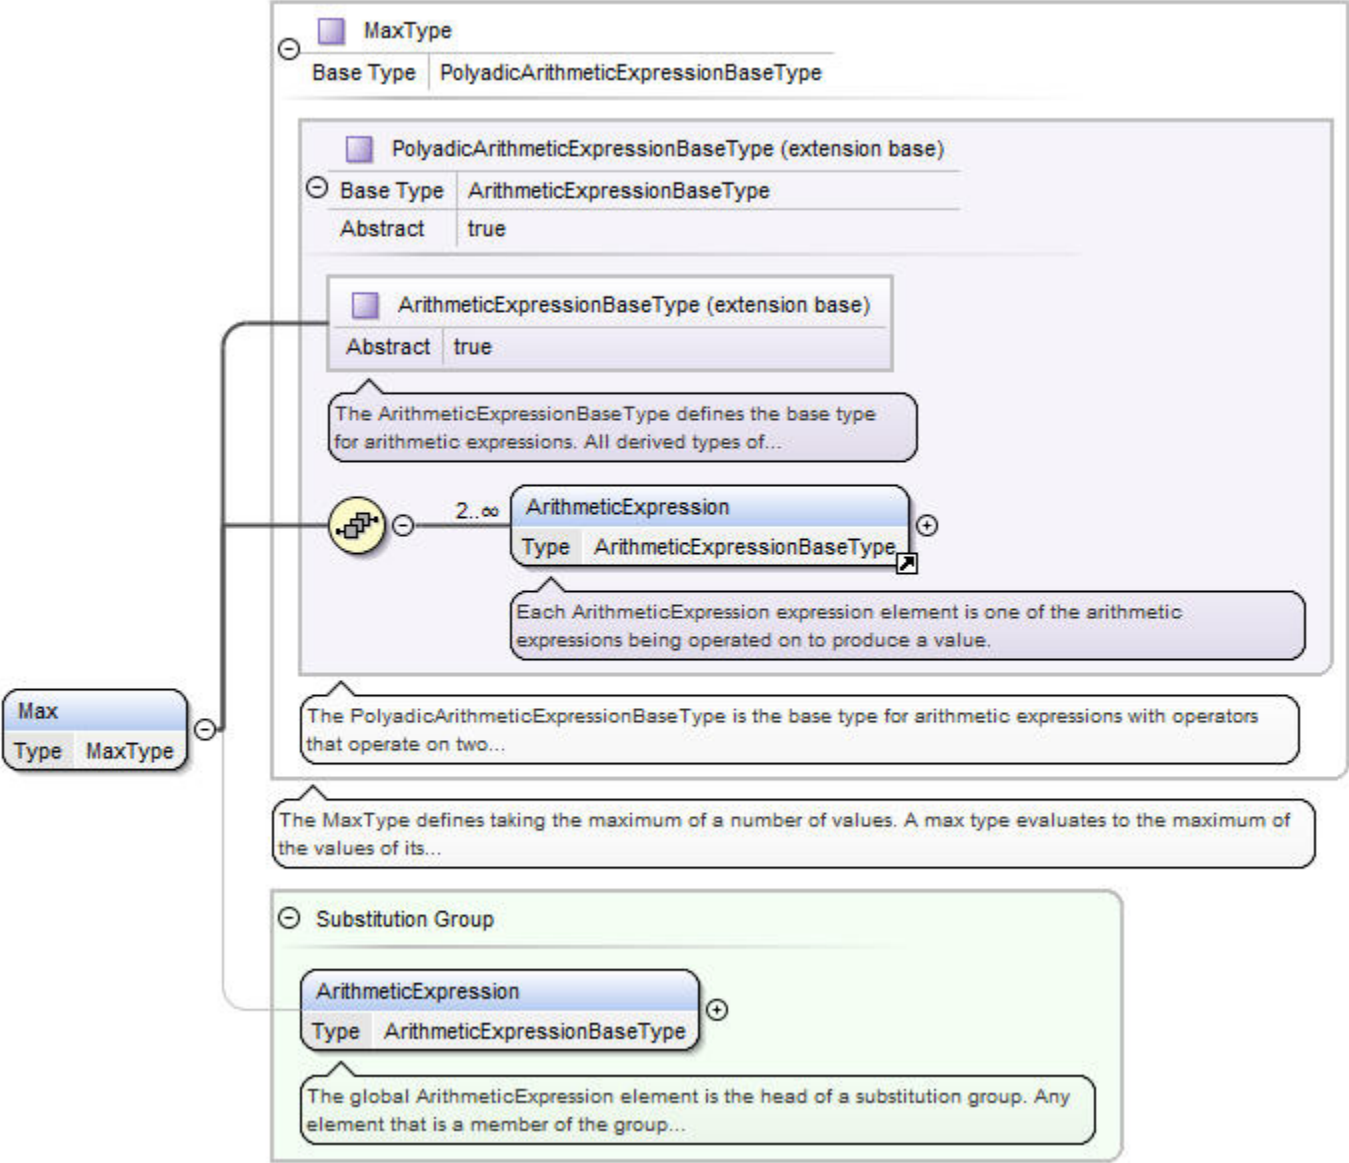 MaxType
Base Type PolyadicArithmeticExpressionBaseType
PolyadicArithmeticExpressionBaseType (extension base)
Base Type ArithmeticExpressionBaseType
Abstract true
ArithmeticExpressionBaseType (extension base)
Abstract true
The ArithmeticExpressionBaseType defines the base type
for arithmetic expressions. All derived types of...
2..∞
ArithmeticExpression
Type ArithmeticExpressionBaseType
Each ArithmeticExpression expression element is one of the arithmetic
expressions being operated on to produce a value.
Max
Type MaxType
The PolyadicArithmeticExpressionBaseType is the base type for arithmetic expressions with operators
that operate on two...
The MaxType defines taking the maximum of a number of values. A max type evaluates to the maximum of
the values of its...
Substitution Group
ArithmeticExpression
Type ArithmeticExpressionBaseType
The global ArithmeticExpression element is the head of a substitution group. Any
element that is a member of the group...